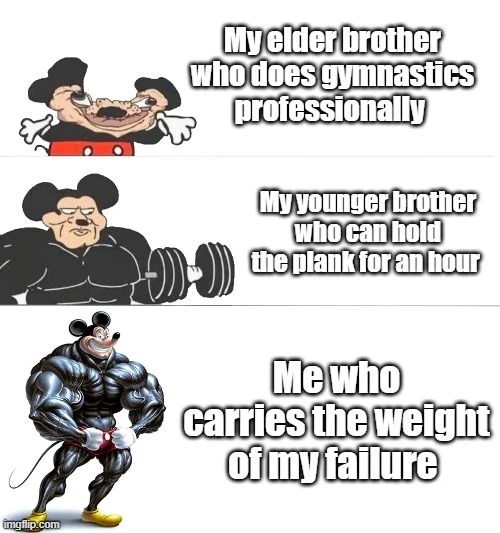 My elder brother
who does gymnastics
professionally
My younger brother
who can hold
the plank for an hour
Me who
carries the weight
of my failure
imgflip.com